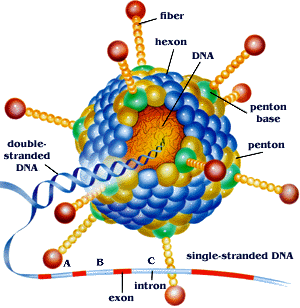 fiber
hexon
DNA
penton
base
penton
double-
stranded
DNA
single-stranded DNA
A
B
C
intron
exon